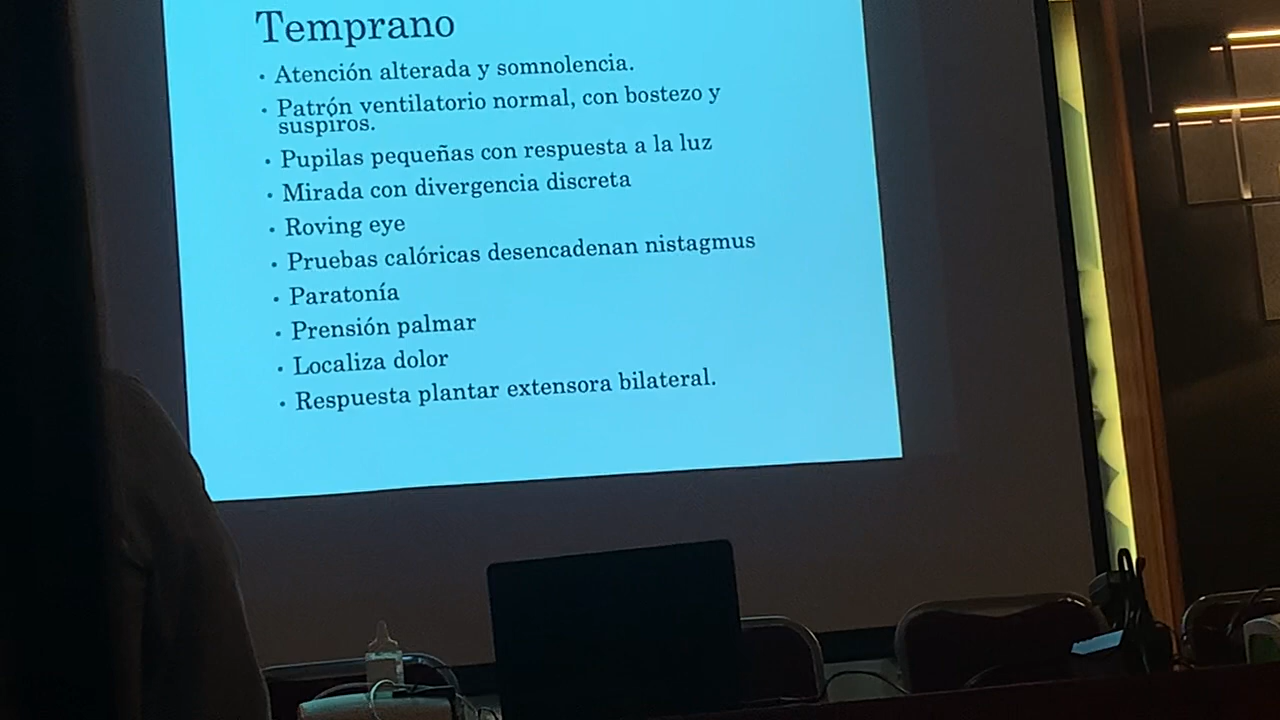 Temprano
• Atención alterada y somnolencia.
• Patrón ventilatorio normal, con bostezo y
suspiros.
• Pupilas pequeñas con respuesta a la luz
• Mirada con divergencia discreta
• Roving eye
• Pruebas calóricas desencadenan nistagmus
• Paratonía
• Prensión palmar
• Localiza dolor
• Respuesta plantar extensora bilateral.